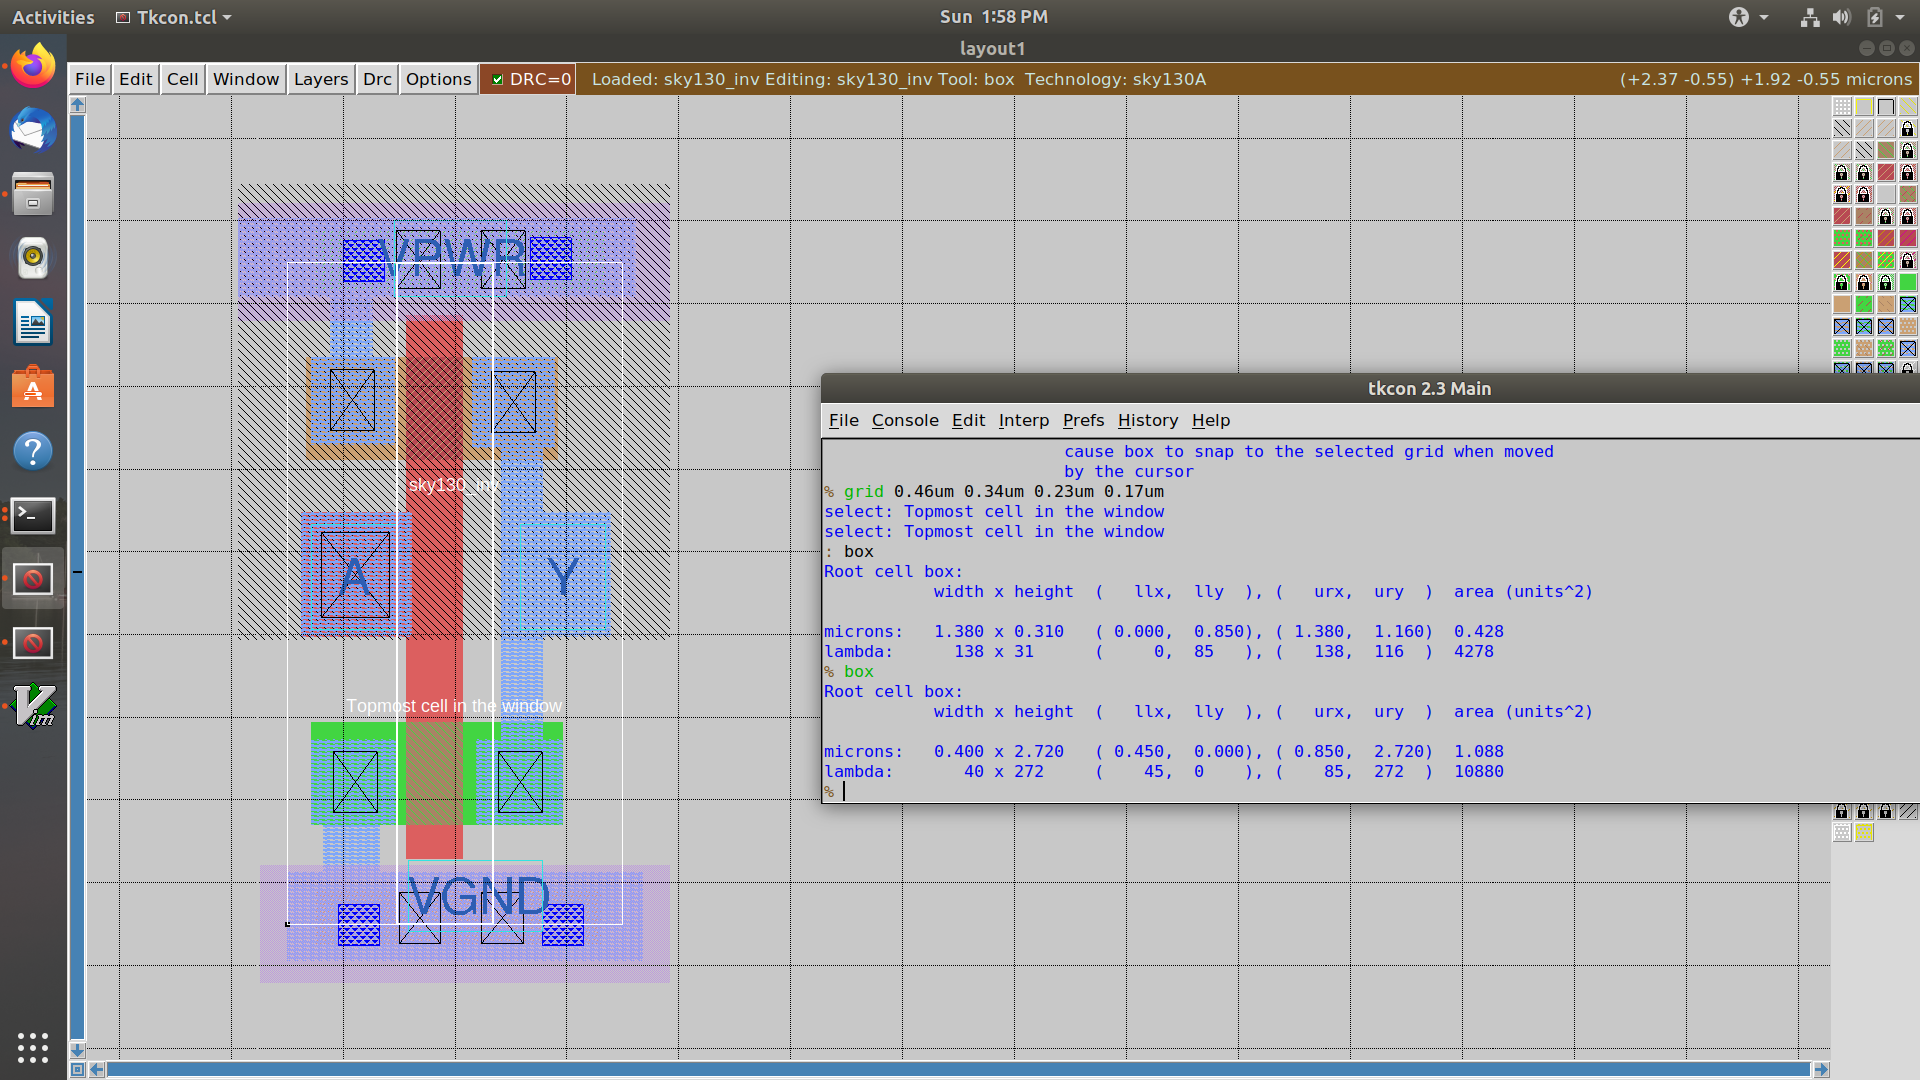 Activities Tkcon.tcl Sun 1:58 PM
layout1
File Edit Cell Window Layers Drc Options DRC=0 Loaded: sky130_inv Editing: sky130_inv Tool: box Technology: sky130A (+2.37 -0.55) +1.92 -0.55 microns
VPWR
sky130_inv
A
Y
Topmost cell in the window
VGND
tkcon 2.3 Main
File Console Edit Interp Prefs History Help
cause box to snap to the selected grid when moved
by the cursor
% grid 0.46um 0.34um 0.23um 0.17um
select: Topmost cell in the window
select: Topmost cell in the window
: box
Root cell box:
width x height ( llx, lly ), ( urx, ury ) area (units^2)
microns: 1.380 x 0.310 ( 0.000, 0.850), ( 1.380, 1.160) 0.428
lambda: 138 x 31 ( 0, 85 ), ( 138, 116 ) 4278
% box
Root cell box:
width x height ( llx, lly ), ( urx, ury ) area (units^2)
microns: 0.400 x 2.720 ( 0.450, 0.000), ( 0.850, 2.720) 1.088
lambda: 40 x 272 ( 45, 0 ), ( 85, 272 ) 10880
%